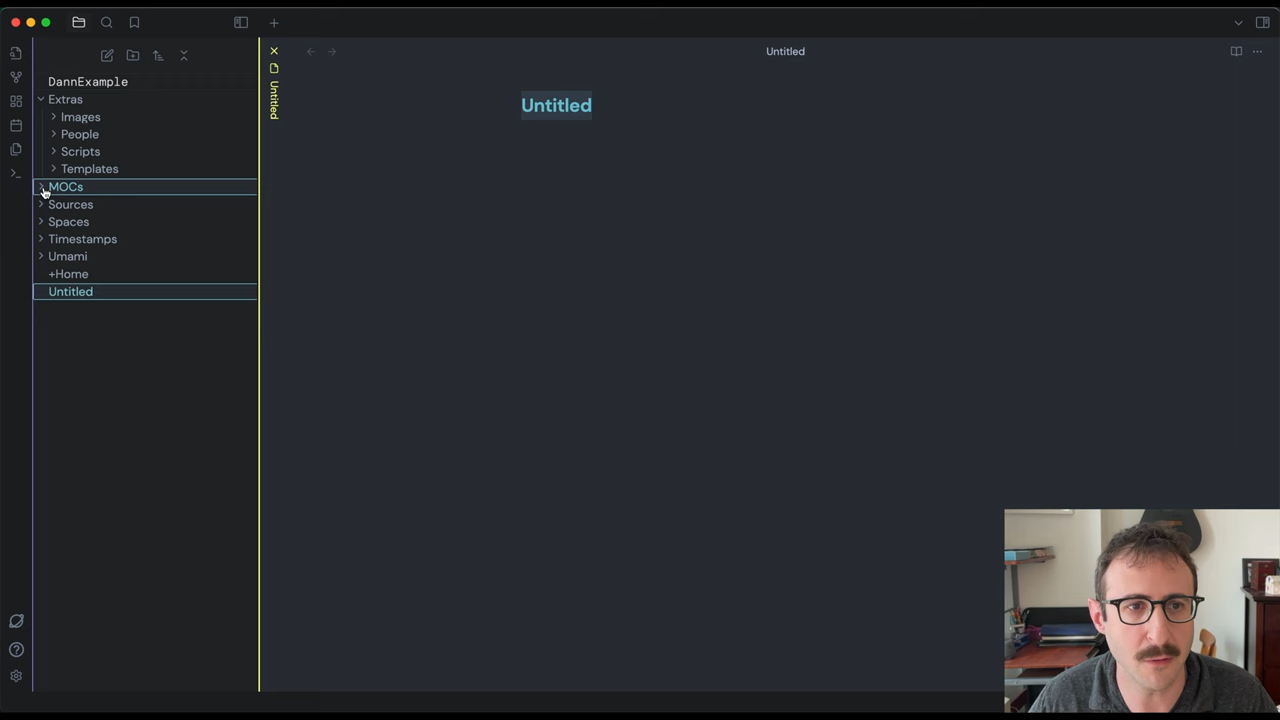 Untitled
DannExample
Extras
Images
People
Scripts
Templates
MOCs
Sources
Spaces
Timestamps
Umami
+Home
Untitled
Untitled
Untitled